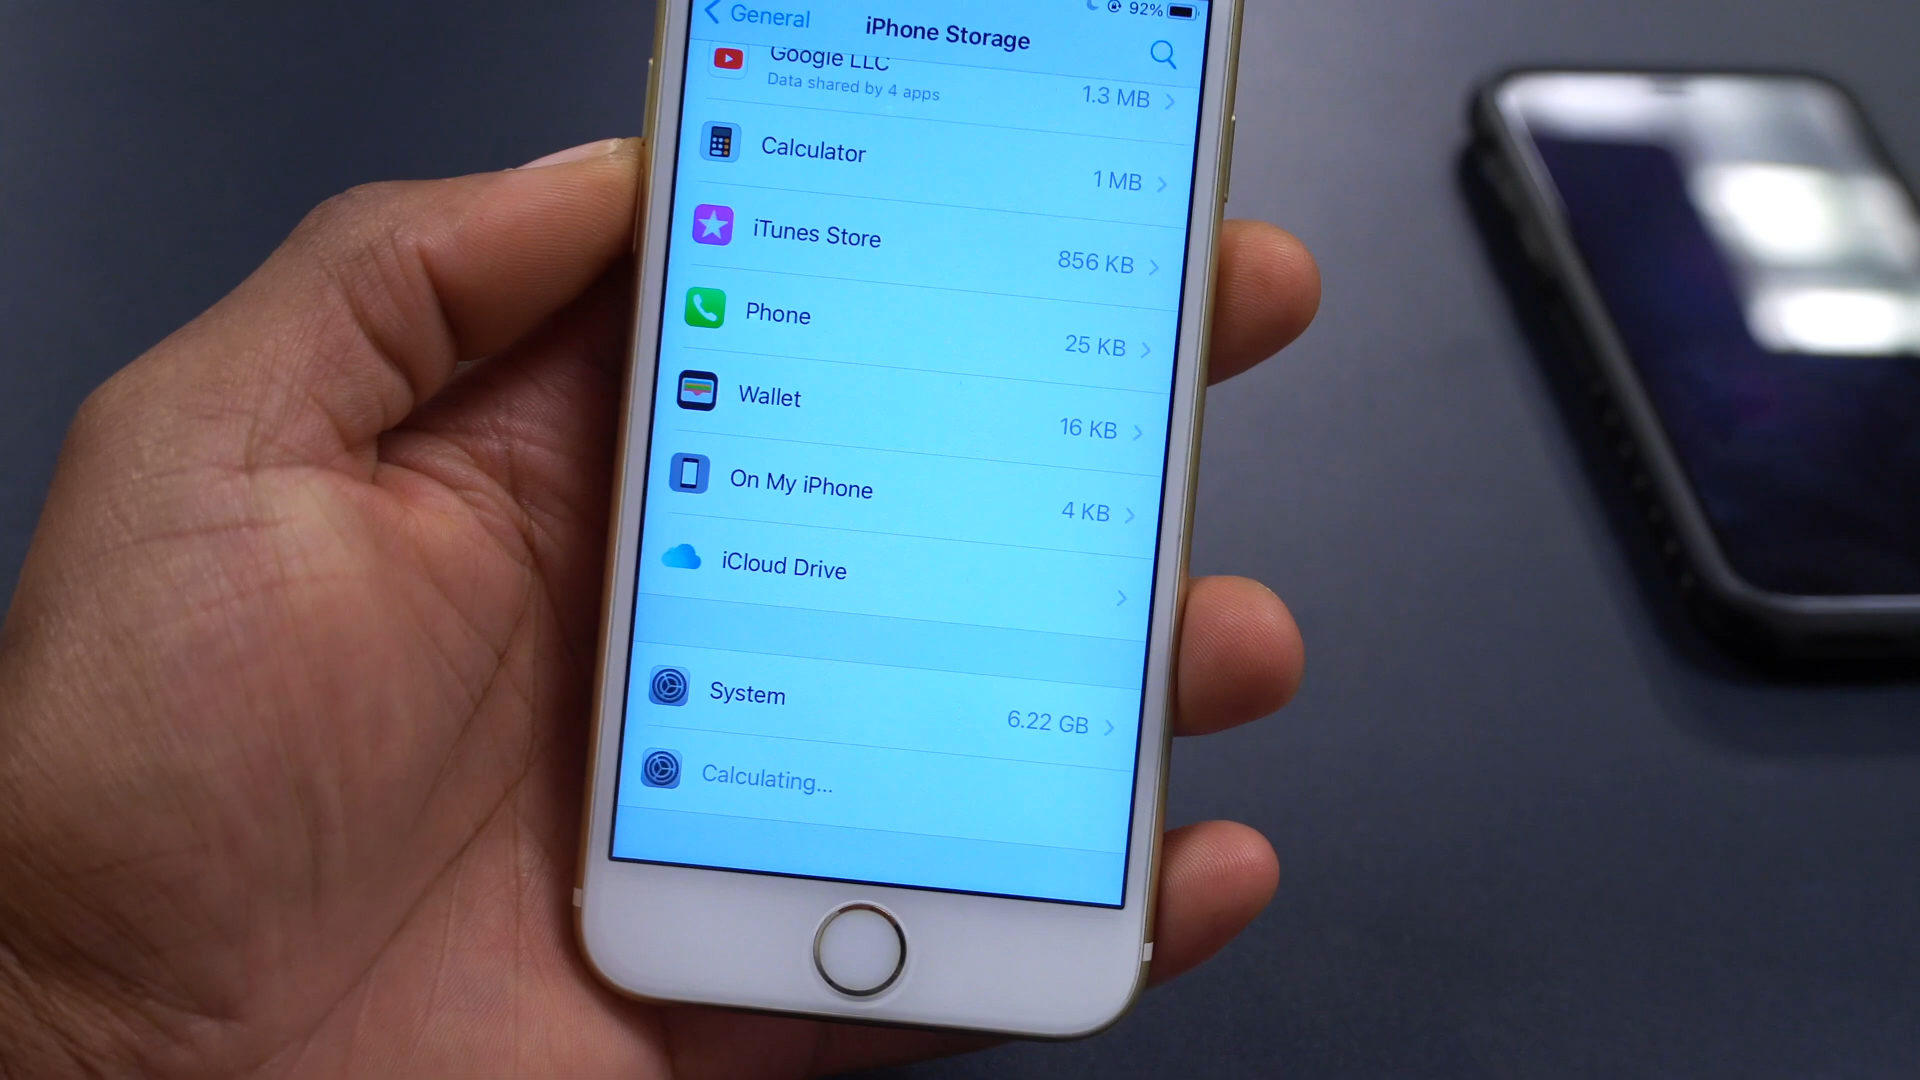 General
iPhone Storage
92%
Google LLC
Data shared by 4 apps
1.3 MB
Calculator
1 MB
iTunes Store
856 KB
Phone
25 KB
Wallet
16 KB
On My iPhone
4 KB
iCloud Drive
System
6.22 GB
Calculating...